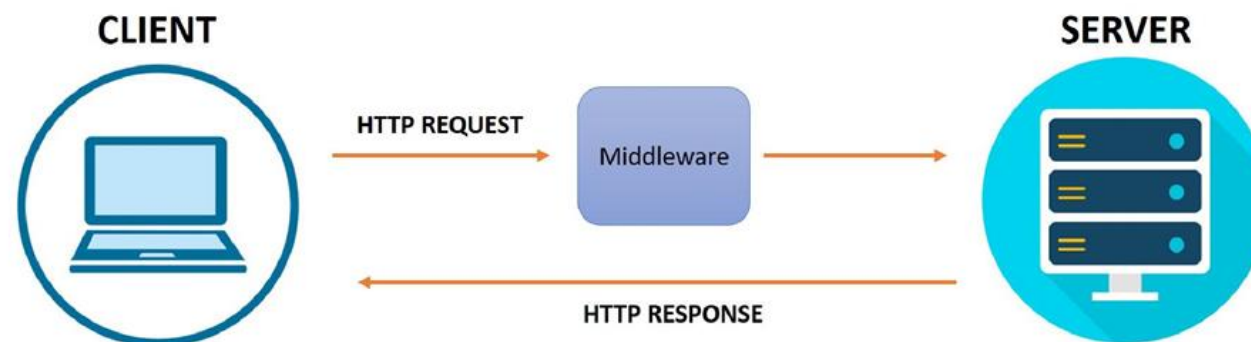 CLIENT
SERVER
HTTP REQUEST
Middleware
HTTP RESPONSE